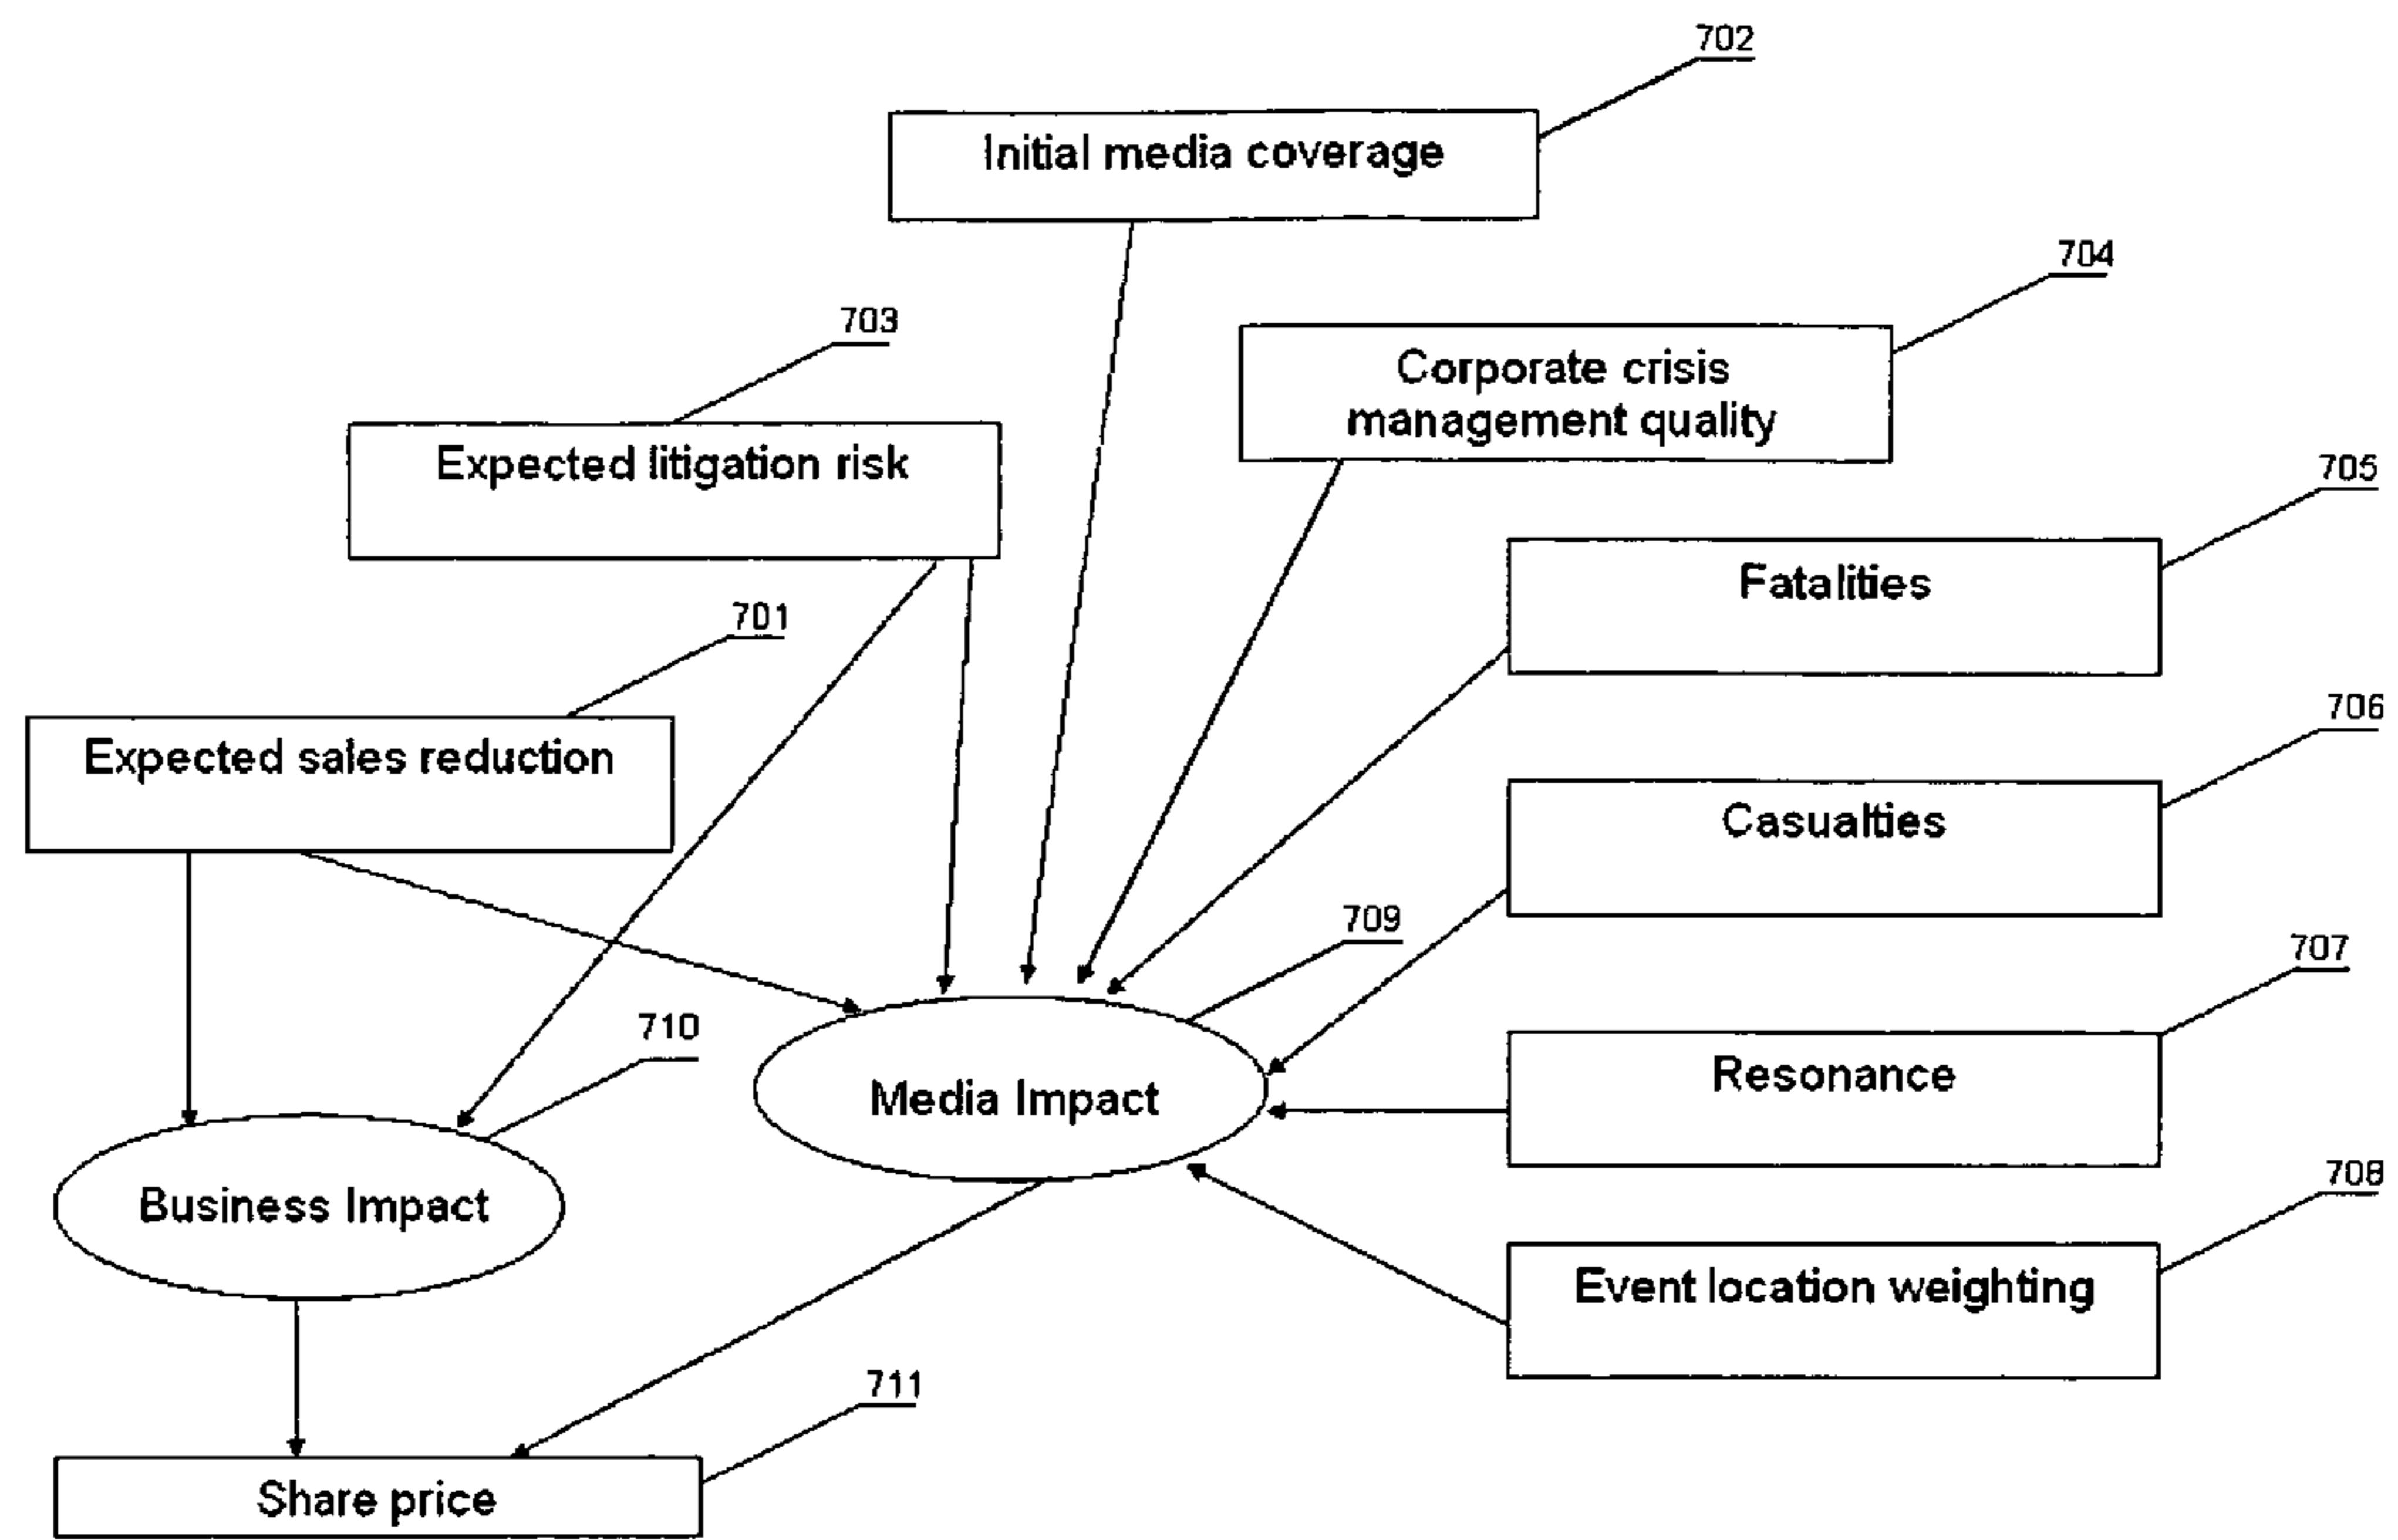 702
Initial media coverage
704
703
Corporate crisis
management quality
Expected litigation risk
705
Fatalities
701
706
Expected sales reduction
Casualties
709
707
710
Resonance
Media Impact
708
Business Impact
Event location weighting
711
Share price